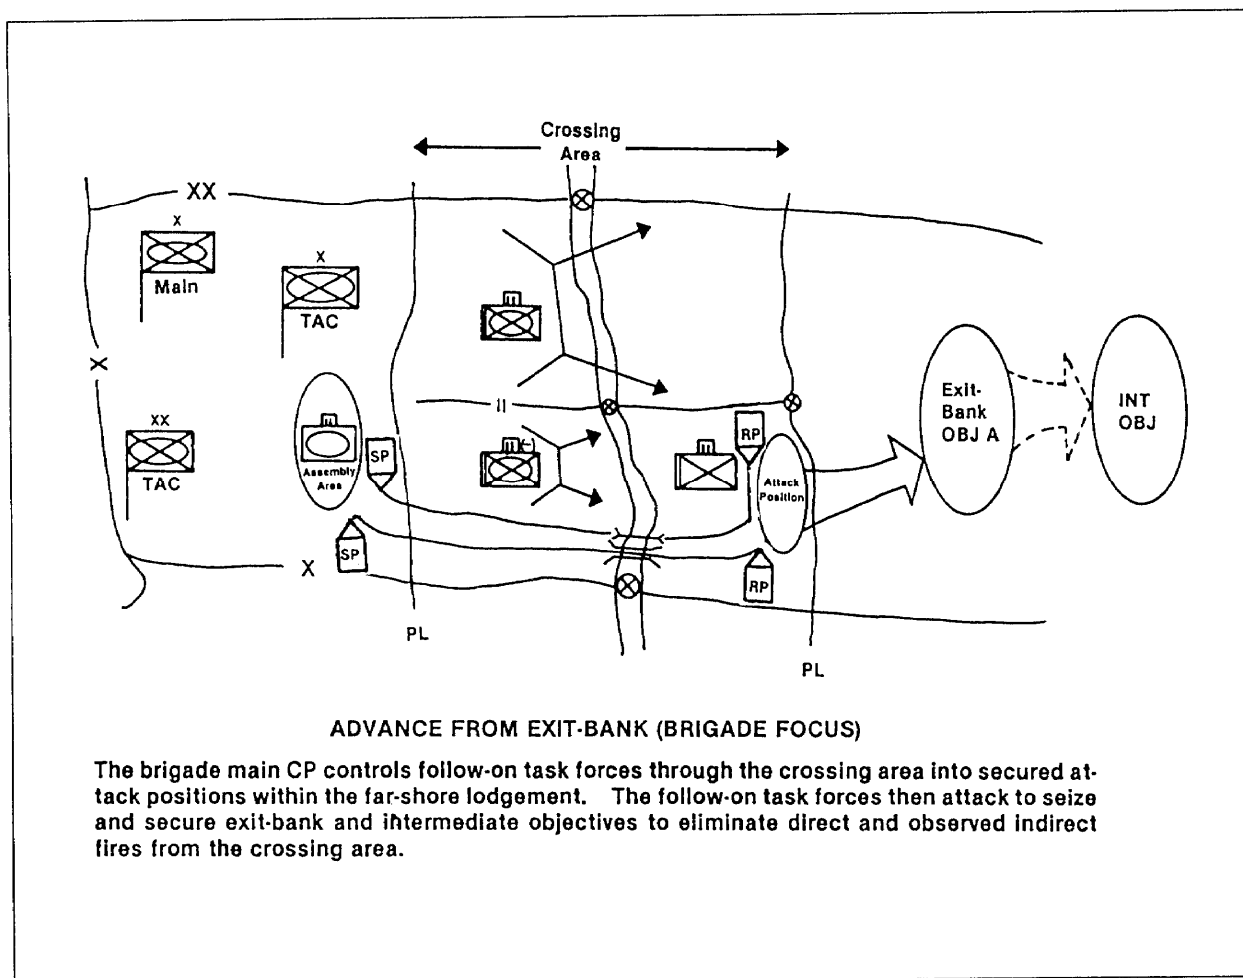 Crossing
Area
XX
X
Main
X
TAC
X
XX
TAC
Assembly
Area
SP
SP
X
II
RP
RP
Attack
Position
Exit-
Bank
OBJ A
INT
OBJ
PL
PL
ADVANCE FROM EXIT-BANK (BRIGADE FOCUS)
The brigade main CP controls follow-on task forces through the crossing area into secured at-
tack positions within the far-shore lodgement. The follow-on task forces then attack to seize
and secure exit-bank and intermediate objectives to eliminate direct and observed indirect
fires from the crossing area.